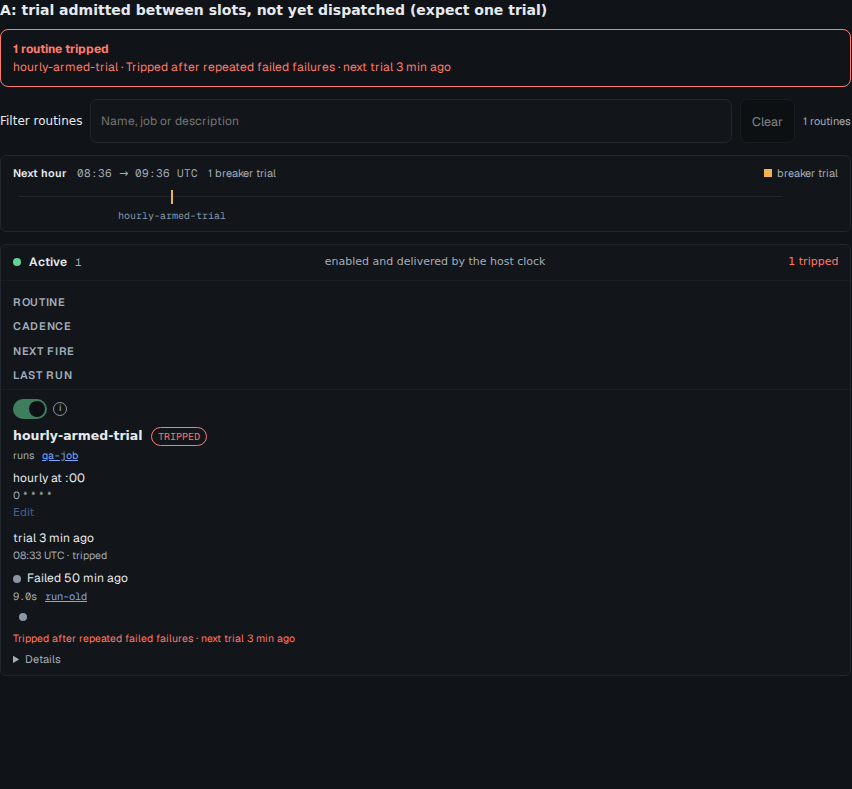 A: trial admitted between slots, not yet dispatched (expect one trial)
1 routine tripped
hourly-armed-trial · Tripped after repeated failed failures · next trial 3 min ago
Filter routines Name, job or description Clear 1 routines
Next hour 08:36 → 09:36 UTC 1 breaker trial breaker trial
hourly-armed-trial
Active 1 enabled and delivered by the host clock 1 tripped
ROUTINE
CADENCE
NEXT FIRE
LAST RUN
hourly-armed-trial TRIPPED
runs qa-job
hourly at :00
0 * * * *
Edit
trial 3 min ago
08:33 UTC · tripped
Failed 50 min ago
9.0s run-old
Tripped after repeated failed failures · next trial 3 min ago
Details